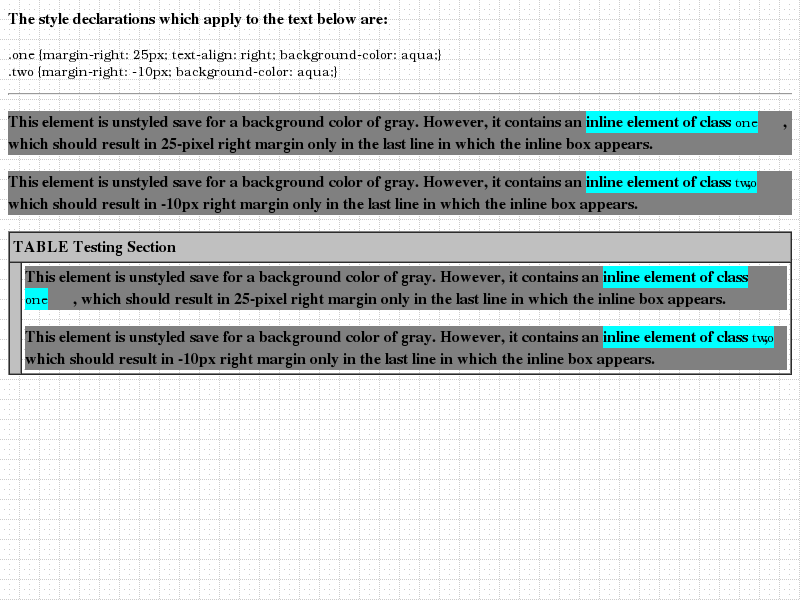 The style declarations which apply to the text below are:
.one {margin-right: 25px; text-align: right; background-color: aqua;}
.two {margin-right: -10px; background-color: aqua;}
This element is unstyled save for a background color of gray. However, it contains an inline element of class one ,
which should result in 25-pixel right margin only in the last line in which the inline box appears.
This element is unstyled save for a background color of gray. However, it contains an inline element of class two,
which should result in -10px right margin only in the last line in which the inline box appears.
TABLE Testing Section
This element is unstyled save for a background color of gray. However, it contains an inline element of class
one , which should result in 25-pixel right margin only in the last line in which the inline box appears.
This element is unstyled save for a background color of gray. However, it contains an inline element of class two,
which should result in -10px right margin only in the last line in which the inline box appears.